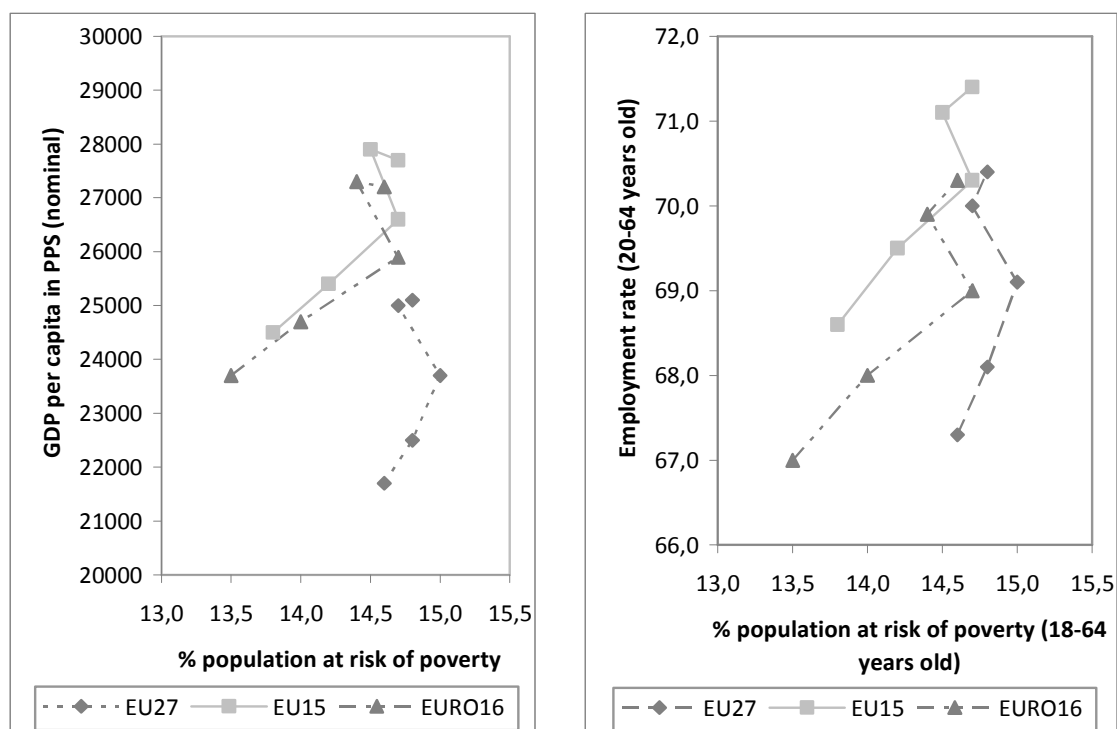 GDP per capita in PPS (nominal)
30000
29000
28000
27000
26000
25000
24000
23000
22000
21000
20000
13,0 13,5 14,0 14,5 15,0 15,5
% population at risk of poverty
EU27 EU15 EURO16
Employment rate (20-64 years old)
72,0
71,0
70,0
69,0
68,0
67,0
66,0
13,0 13,5 14,0 14,5 15,0 15,5
% population at risk of poverty (18-64
years old)
EU27 EU15 EURO16